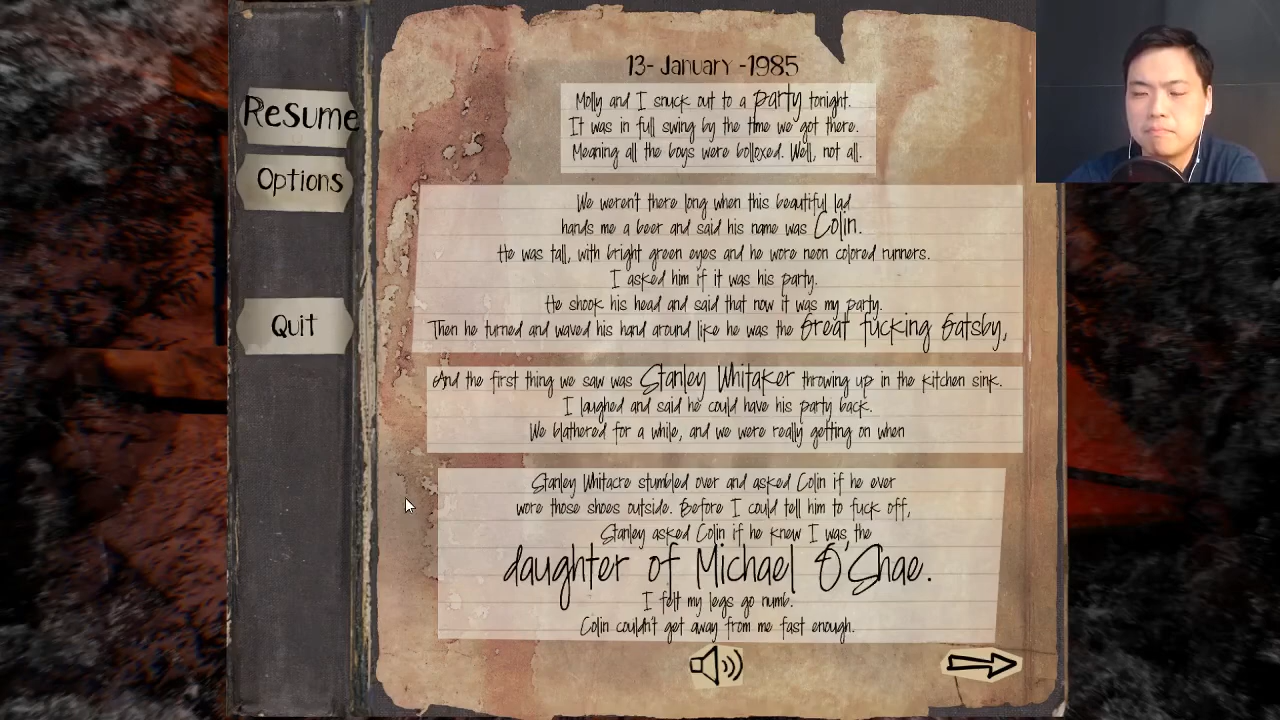 Resume
Options
Quit
13- January -1985
Molly and I snuck out to a party tonight.
It was in full swing by the time we got there.
Meaning all the boys were bolloxed. Well, not all.
We weren't there long when this beautiful lad
hands me a beer and said his name was Colin.
He was tall, with bright green eyes and he wore neon colored runners.
I asked him if it was his party.
He shook his head and said that now it was my party.
Then he turned and waved his hand around like he was the Great fucking Gatsby,
And the first thing we saw was Stanley Whitaker throwing up in the kitchen sink.
I laughed and said he could have his party back.
We blathered for a while, and we were really getting on when
Stanley Whitacre stumbled over and asked Colin if he ever
wore those shoes outside. Before I could tell him to fuck off,
Stanley asked Colin if he knew I was the
daughter of Michael O'Shae.
I felt my legs go numb.
Colin couldn't get away from me fast enough.